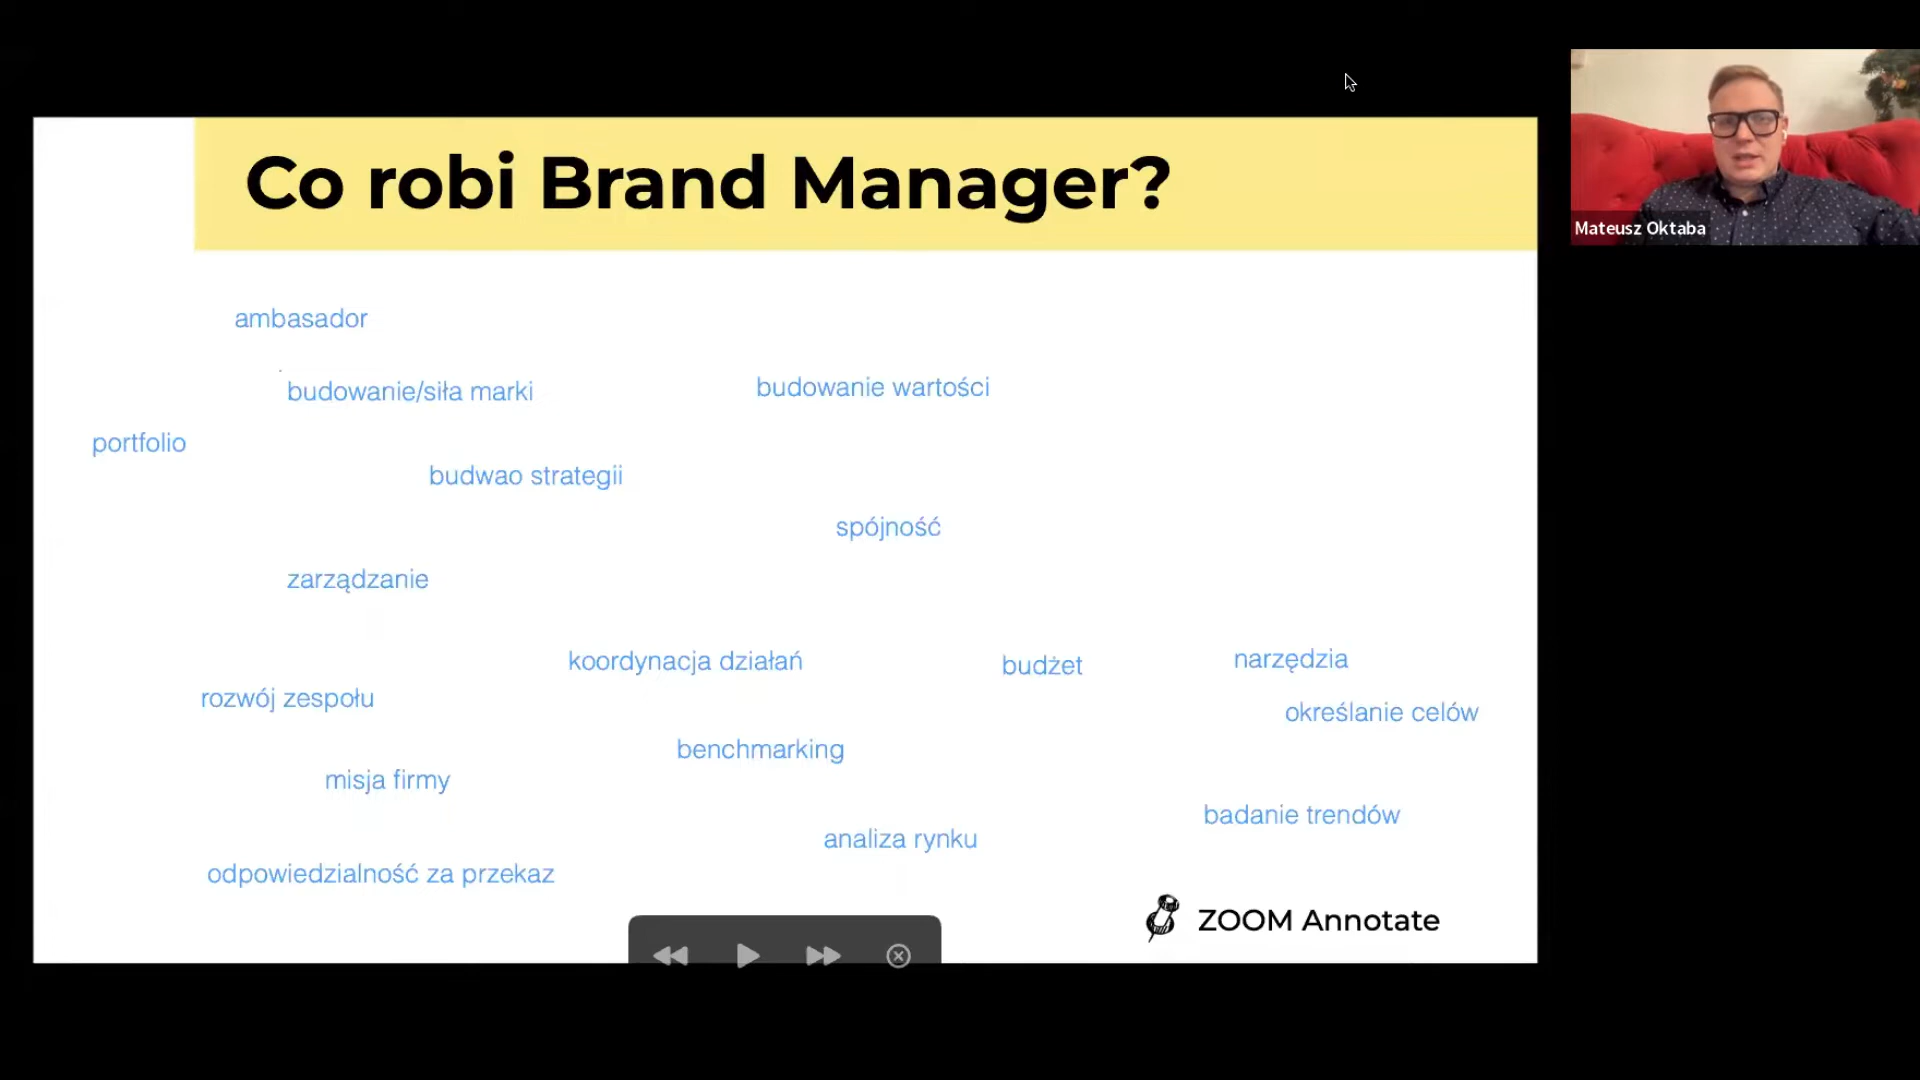 Co robi Brand Manager?
Mateusz Oktaba
ambasador
budowanie/siła marki
budowanie wartości
portfolio
budwao strategii
spójność
zarządzanie
koordynacja działań
budżet
narzędzia
rozwój zespołu
określanie celów
benchmarking
misja firmy
badanie trendów
analiza rynku
odpowiedzialność za przekaz
ZOOM Annotate